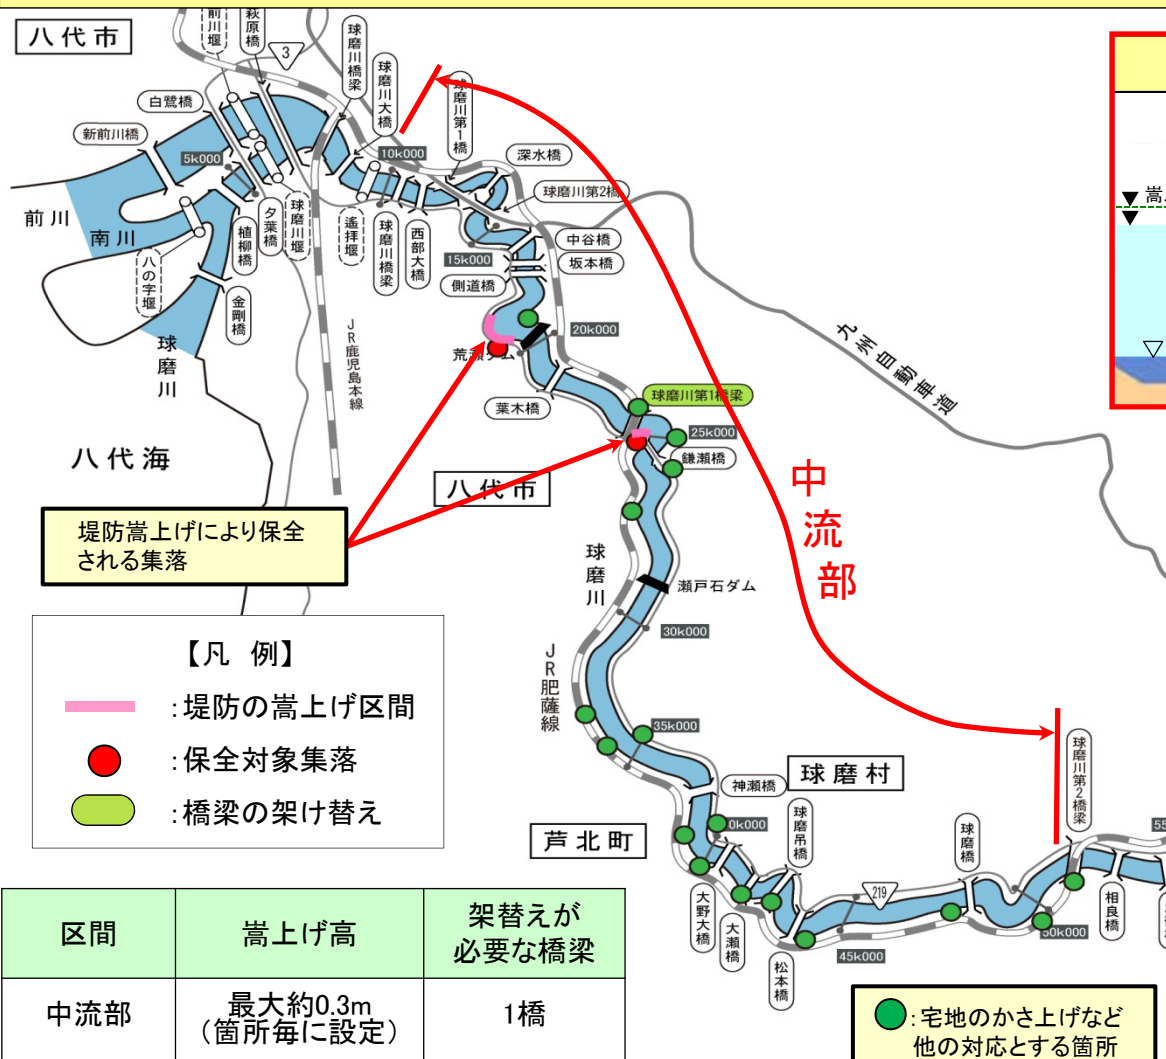 八代市
前川堰
萩原橋
3
球磨川橋梁
球磨川大橋
球磨川第1橋
白鷺橋
新前川橋
5k000
10k000
深水橋
球磨川第2橋
前川
南川
八の字堰
植柳橋
夕葉橋
球磨川堰
遙拝堰
球磨川橋梁
西部大橋
15k000
中谷橋
坂本橋
側道橋
金剛橋
球磨川
JR鹿児島本線
荒瀬ダム
20k000
葉木橋
球磨川第1橋梁
25k000
鎌瀬橋
九州自動車道
八代海
八代市
中流部
堤防嵩上げにより保全
される集落
球磨川
瀬戸石ダム
30k000
JR肥薩線
35k000
【凡 例】
:堤防の嵩上げ区間
:保全対象集落
:橋梁の架け替え
神瀬橋
球磨村
球磨川第2橋梁
芦北町
0k000
球磨吊橋
球磨橋
55
大野大橋
大瀬橋
松本橋
219
45k000
50k000
相良橋
区間
嵩上げ高
架替えが
必要な橋梁
中流部
最大約0.3m
(箇所毎に設定)
1橋
:宅地のかさ上げなど
他の対応とする箇所
嵩